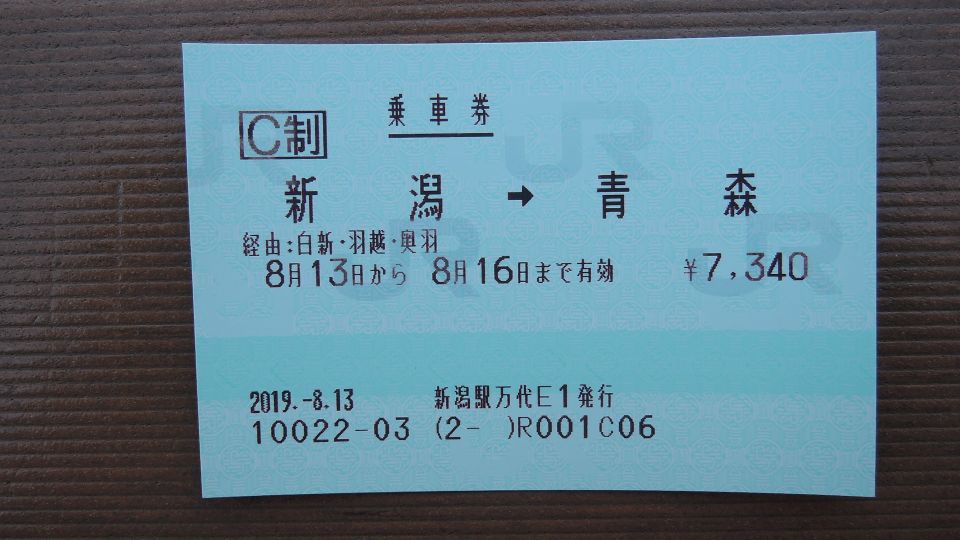 乗車券
C制
新潟 → 青森
経由:白新・羽越・奥羽
8月13日から 8月16日まで有効 ¥7,340
2019.-8.13 新潟駅万代E1発行
10022-03 (2- )R001C06